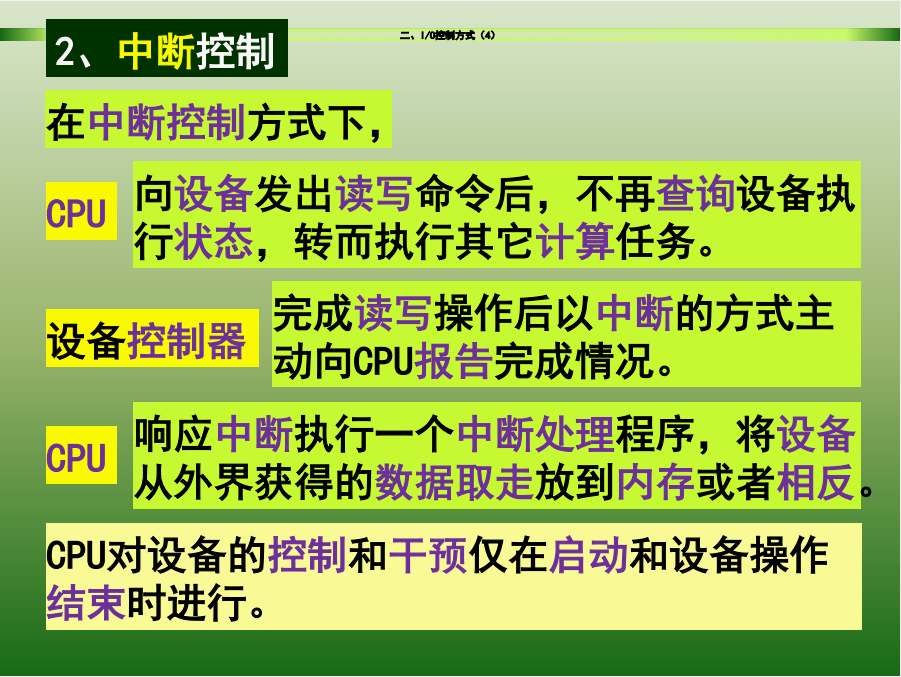 二、I/O控制方式（4）
2、中断控制
在中断控制方式下，
CPU
向设备发出读写命令后，不再查询设备执
行状态，转而执行其它计算任务。
设备控制器
完成读写操作后以中断的方式主
动向CPU报告完成情况。
CPU
响应中断执行一个中断处理程序，将设备
从外界获得的数据取走放到内存或者相反。
CPU对设备的控制和干预仅在启动和设备操作
结束时进行。